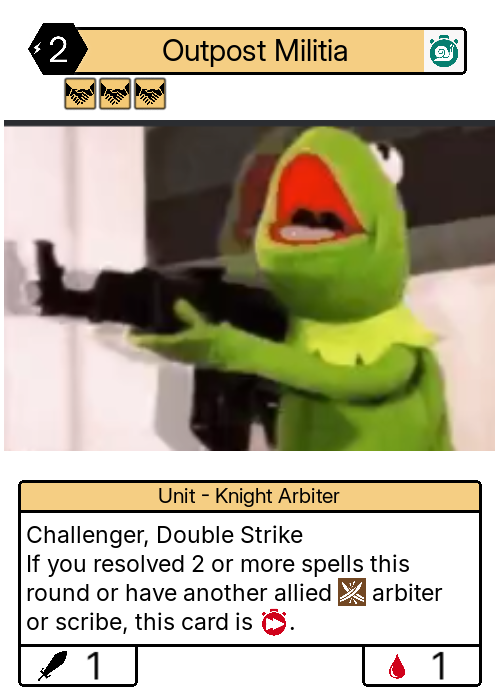 2
Outpost Militia
Unit - Knight Arbiter
Challenger, Double Strike
If you resolved 2 or more spells this
round or have another allied arbiter
or scribe, this card is .
1
1